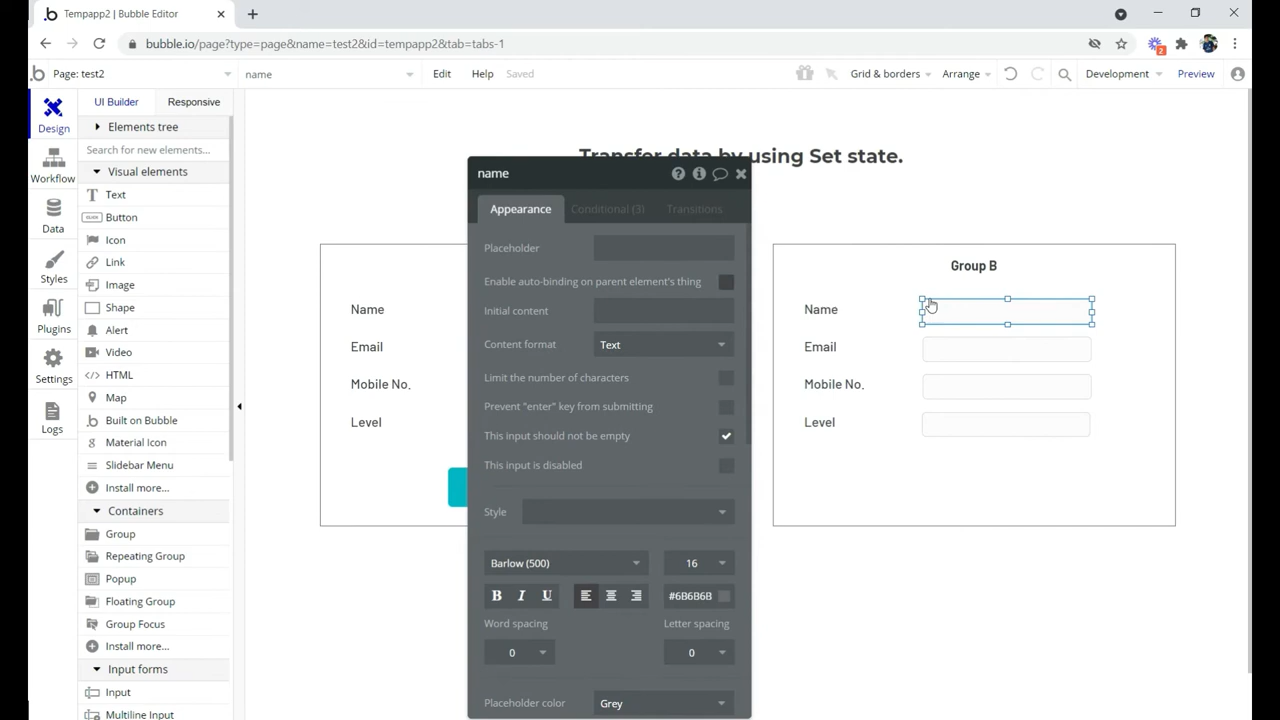 Tempapp2 | Bubble Editor
bubble.io/page?type=page&name=test2&id=tempapp2&tab=tabs-1
2
Page: test2
name
Edit
Help
Saved
Grid & borders
Arrange
Development
Preview
Design
Workflow
Data
Styles
Plugins
Settings
Logs
UI Builder
Responsive
Elements tree
Search for new elements...
Visual elements
Text
CLICK
Button
Icon
Link
Image
Shape
Alert
Video
HTML
Map
Built on Bubble
Material Icon
Slidebar Menu
Install more...
Containers
Group
Repeating Group
Popup
Floating Group
Group Focus
Install more...
Input forms
Input
Multiline Input
Transfer data by using Set state.
Name
Email
Mobile No.
Level
name
Appearance
Conditional (3)
Transitions
Placeholder
Enable auto-binding on parent element's thing
Initial content
Content format
Text
Limit the number of characters
Prevent "enter" key from submitting
This input should not be empty
This input is disabled
Style
Barlow (500)
16
B I U
#6B6B6B
Word spacing
Letter spacing
0
0
Placeholder color
Grey
Group B
Name
Email
Mobile No.
Level